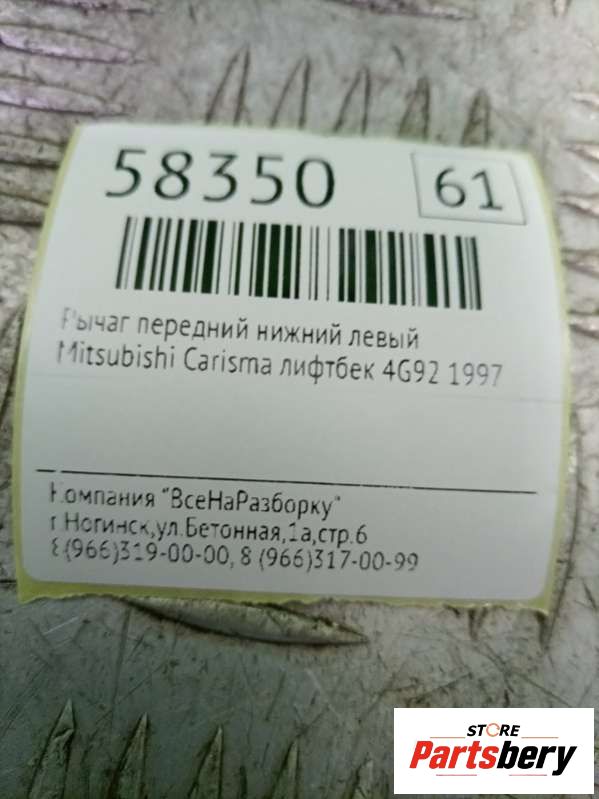 58350
61
Рычаг передний нижний левый
Mitsubishi Carisma лифтбек 4G92 1997
Компания "ВсеНаРазборку"
г.Ногинск,ул.Бетонная,1а,стр.6
8(966)319-00-00, 8 (966)317-00-99
STORE
Partsbery